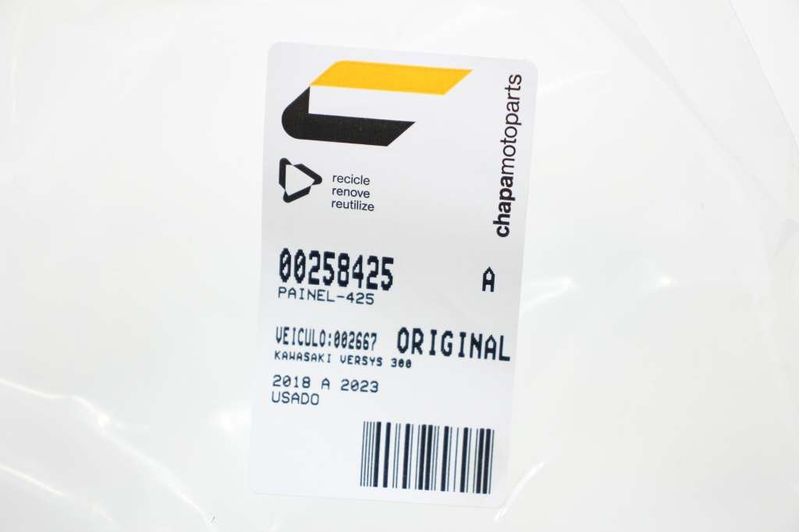 chapamotoparts
recicle
renove
reutilize
00258425 A
PAINEL-425
VEICULO:002667 ORIGINAL
KAWASAKI VERSYS 300
2018 A 2023
USADO